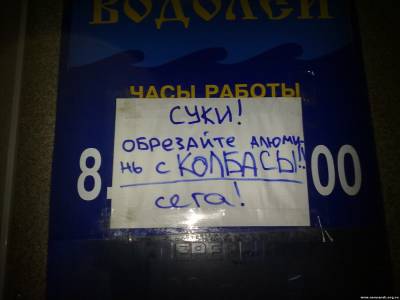 ВОДОЛЕЙ
ЧАСЫ РАБОТЫ
СУКИ!
ОБРЕЗАЙТЕ АЛЮМИ-
НЬ С КОЛБАСЫ!!
сега!
8. 00